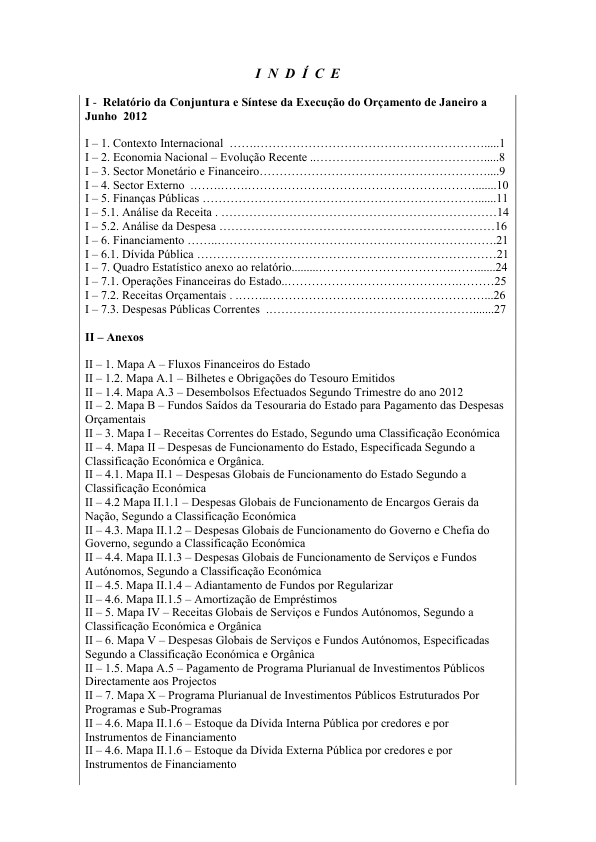 I N D Í C E
I - Relatório da Conjuntura e Síntese da Execução do Orçamento de Janeiro a
Junho 2012
I – 1. Contexto Internacional …………………………………………………………....1
I – 2. Economia Nacional – Evolução Recente ..……………………………………....8
I – 3. Sector Monetário e Financeiro…………………………………………………....9
I – 4. Sector Externo …………………………………………………………….......10
I – 5. Finanças Públicas ……………………………………………………………......11
I – 5.1. Análise da Receita . ……………………………………………………………14
I – 5.2. Análise da Despesa ……………………………………………………………16
I – 6. Financiamento ……..……………………………………………………………21
I – 6.1. Dívida Pública …………………………………………………………………21
I – 7. Quadro Estatístico anexo ao relatório.........……………………………………......24
I – 7.1. Operações Financeiras do Estado..……………………………………………25
I – 7.2. Receitas Orçamentais . ……..…………………………………………………...26
I – 7.3. Despesas Públicas Correntes .…………………………………………….......27
II – Anexos
II – 1. Mapa A – Fluxos Financeiros do Estado
II – 1.2. Mapa A.1 – Bilhetes e Obrigações do Tesouro Emitidos
II – 1.4. Mapa A.3 – Desembolsos Efectuados Segundo Trimestre do ano 2012
II – 2. Mapa B – Fundos Saídos da Tesouraria do Estado para Pagamento das Despesas
Orçamentais
II – 3. Mapa I – Receitas Correntes do Estado, Segundo uma Classificação Económica
II – 4. Mapa II – Despesas de Funcionamento do Estado, Especificada Segundo a
Classificação Económica e Orgânica.
II – 4.1. Mapa II.1 – Despesas Globais de Funcionamento do Estado Segundo a
Classificação Económica
II – 4.2 Mapa II.1.1 – Despesas Globais de Funcionamento de Encargos Gerais da
Nação, Segundo a Classificação Económica
II – 4.3. Mapa II.1.2 – Despesas Globais de Funcionamento do Governo e Chefia do
Governo, segundo a Classificação Económica
II – 4.4. Mapa II.1.3 – Despesas Globais de Funcionamento de Serviços e Fundos
Autónomos, Segundo a Classificação Económica
II – 4.5. Mapa II.1.4 – Adiantamento de Fundos por Regularizar
II – 4.6. Mapa II.1.5 – Amortização de Empréstimos
II – 5. Mapa IV – Receitas Globais de Serviços e Fundos Autónomos, Segundo a
Classificação Económica e Orgânica
II – 6. Mapa V – Despesas Globais de Serviços e Fundos Autónomos, Especificadas
Segundo a Classificação Económica e Orgânica
II – 1.5. Mapa A.5 – Pagamento de Programa Plurianual de Investimentos Públicos
Directamente aos Projectos
II – 7. Mapa X – Programa Plurianual de Investimentos Públicos Estruturados Por
Programas e Sub-Programas
II – 4.6. Mapa II.1.6 – Estoque da Dívida Interna Pública por credores e por
Instrumentos de Financiamento
II – 4.6. Mapa II.1.6 – Estoque da Dívida Externa Pública por credores e por
Instrumentos de Financiamento